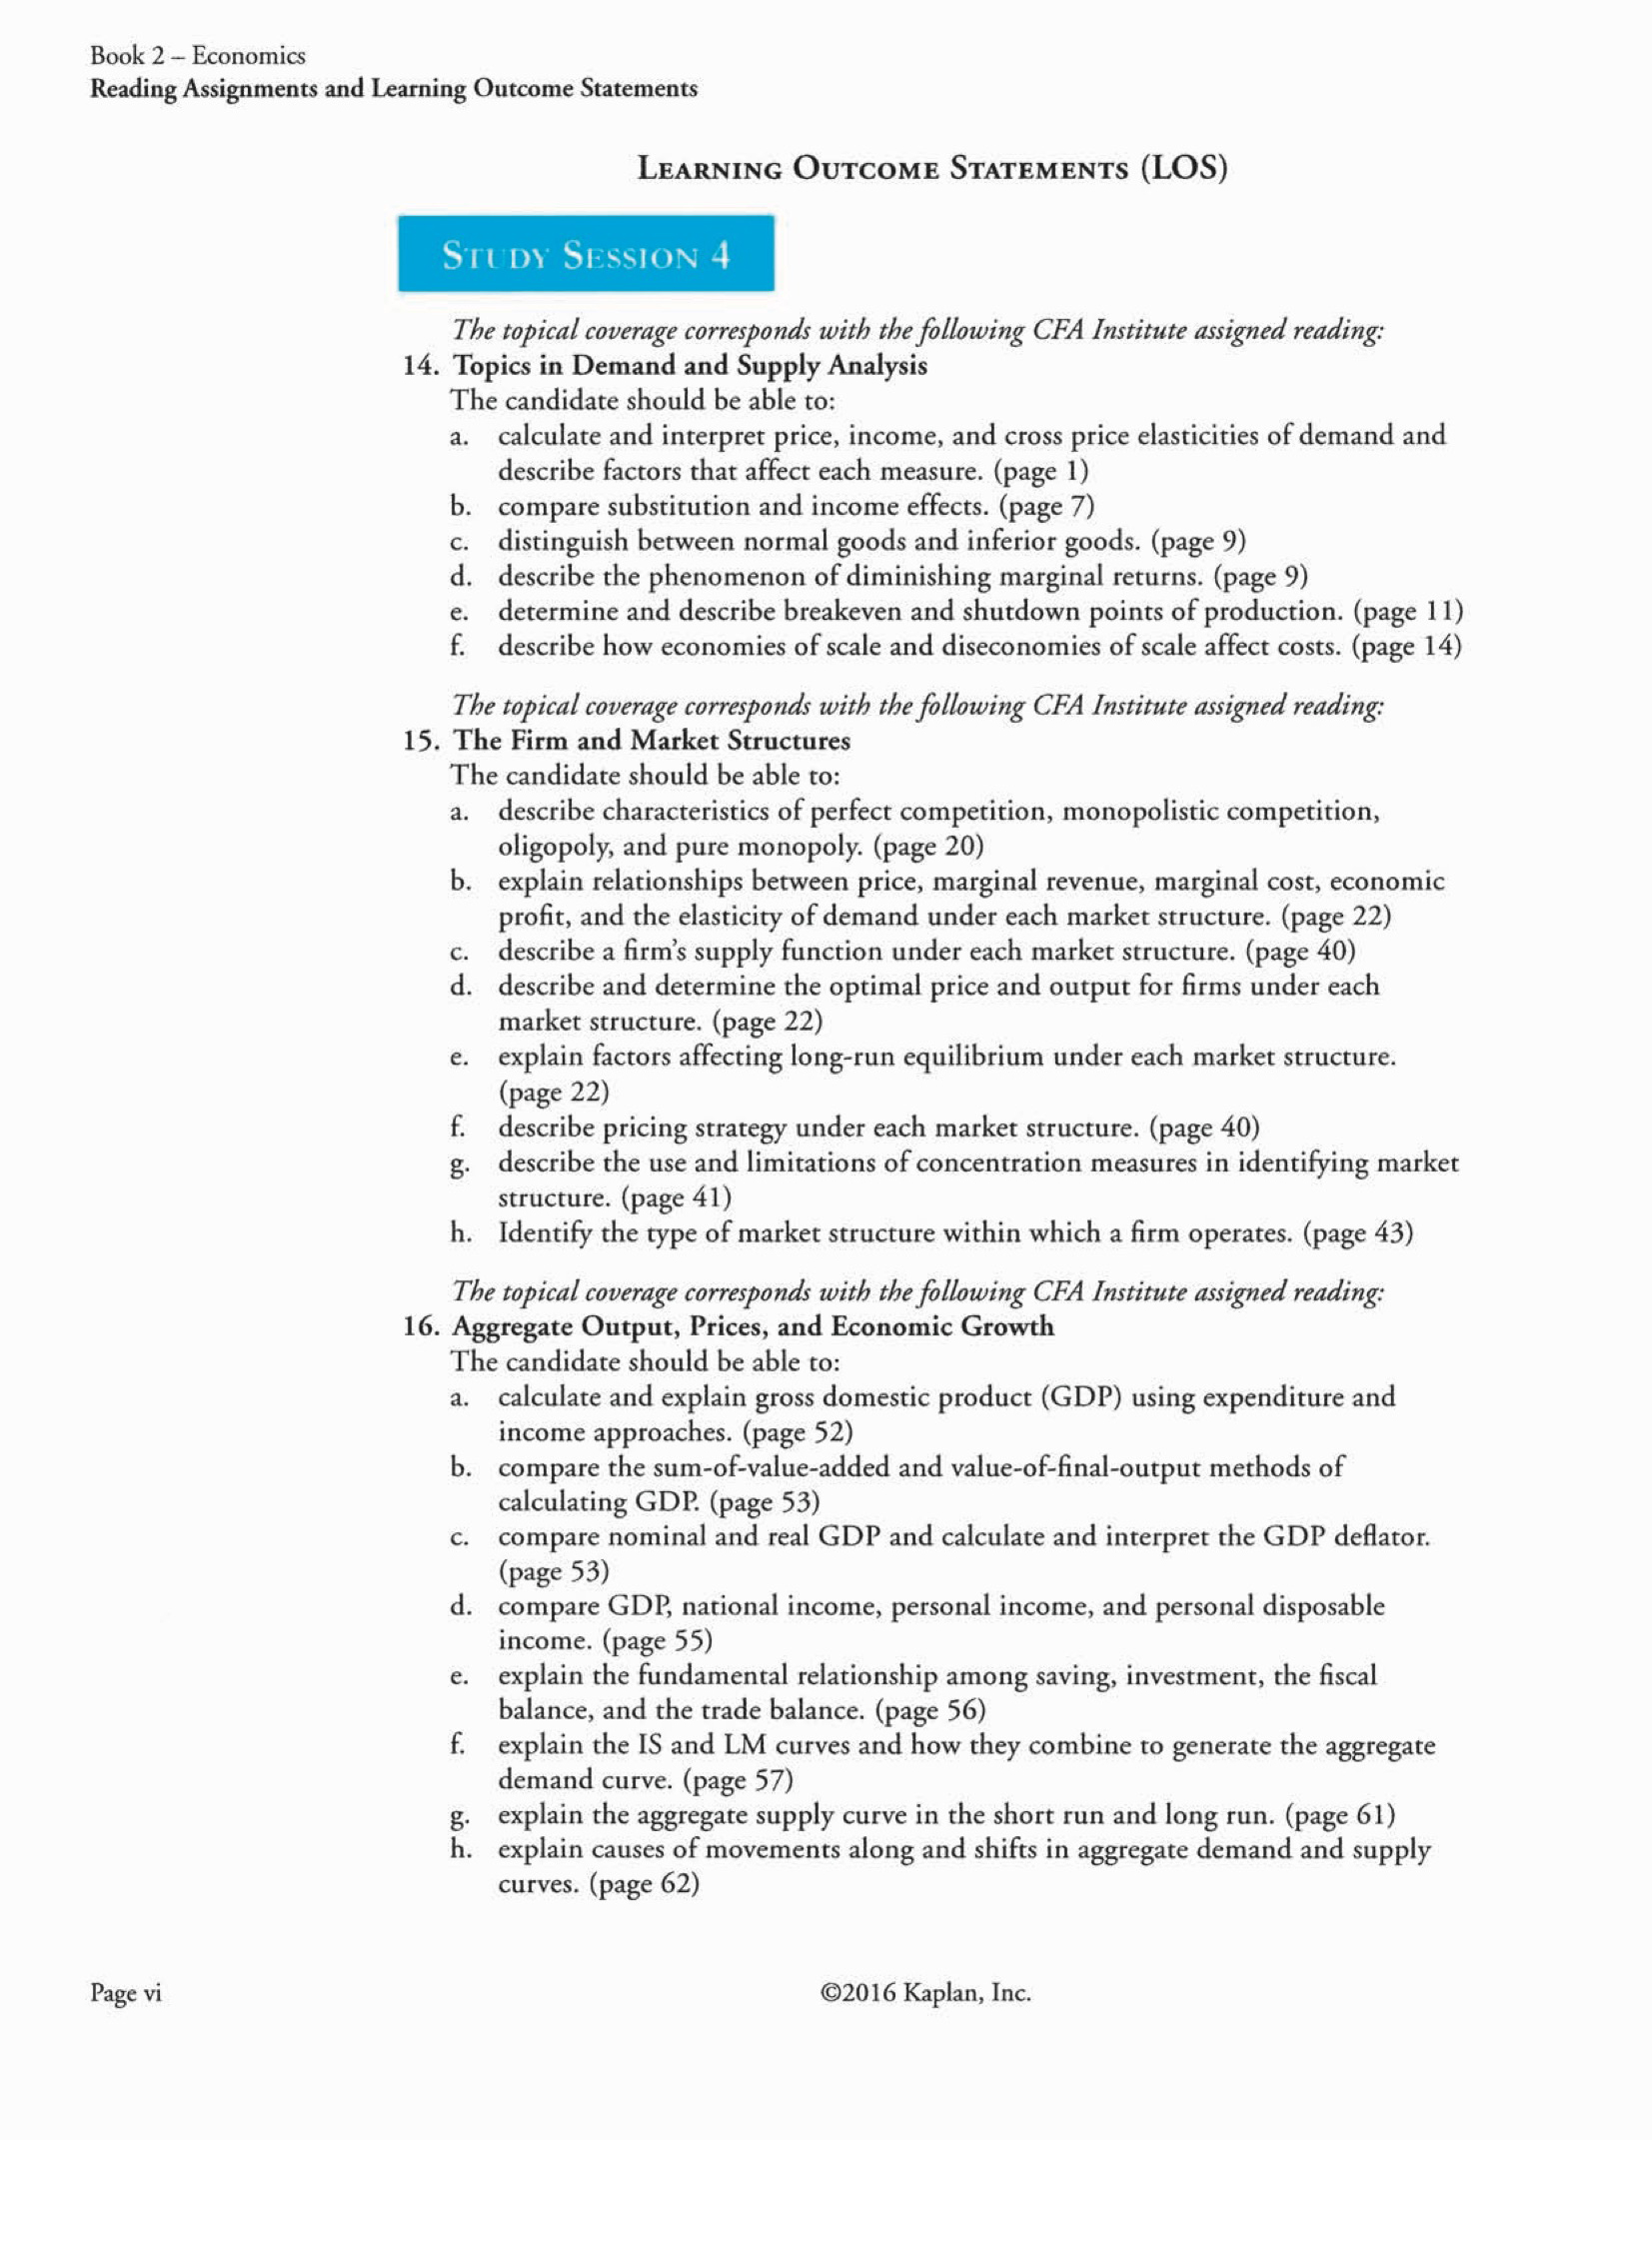 Book 2 – Economics
Reading Assignments and Learning Outcome Statements
LEARNING OUTCOME STATEMENTS (LOS)
STUDY SESSION 4
The topical coverage corresponds with the following CFA Institute assigned reading:
14. Topics in Demand and Supply Analysis
The candidate should be able to:
a. calculate and interpret price, income, and cross price elasticities of demand and
describe factors that affect each measure. (page 1)
b. compare substitution and income effects. (page 7)
c. distinguish between normal goods and inferior goods. (page 9)
d. describe the phenomenon of diminishing marginal returns. (page 9)
e. determine and describe breakeven and shutdown points of production. (page 11)
f. describe how economies of scale and diseconomies of scale affect costs. (page 14)
The topical coverage corresponds with the following CFA Institute assigned reading:
15. The Firm and Market Structures
The candidate should be able to:
a. describe characteristics of perfect competition, monopolistic competition,
oligopoly, and pure monopoly. (page 20)
b. explain relationships between price, marginal revenue, marginal cost, economic
profit, and the elasticity of demand under each market structure. (page 22)
c. describe a firm's supply function under each market structure. (page 40)
d. describe and determine the optimal price and output for firms under each
market structure. (page 22)
e. explain factors affecting long-run equilibrium under each market structure.
(page 22)
f. describe pricing strategy under each market structure. (page 40)
g. describe the use and limitations of concentration measures in identifying market
structure. (page 41)
h. Identify the type of market structure within which a firm operates. (page 43)
The topical coverage corresponds with the following CFA Institute assigned reading:
16. Aggregate Output, Prices, and Economic Growth
The candidate should be able to:
a. calculate and explain gross domestic product (GDP) using expenditure and
income approaches. (page 52)
b. compare the sum-of-value-added and value-of-final-output methods of
calculating GDP. (page 53)
c. compare nominal and real GDP and calculate and interpret the GDP deflator.
(page 53)
d. compare GDP, national income, personal income, and personal disposable
income. (page 55)
e. explain the fundamental relationship among saving, investment, the fiscal
balance, and the trade balance. (page 56)
f. explain the IS and LM curves and how they combine to generate the aggregate
demand curve. (page 57)
g. explain the aggregate supply curve in the short run and long run. (page 61)
h. explain causes of movements along and shifts in aggregate demand and supply
curves. (page 62)
Page vi
©2016 Kaplan, Inc.